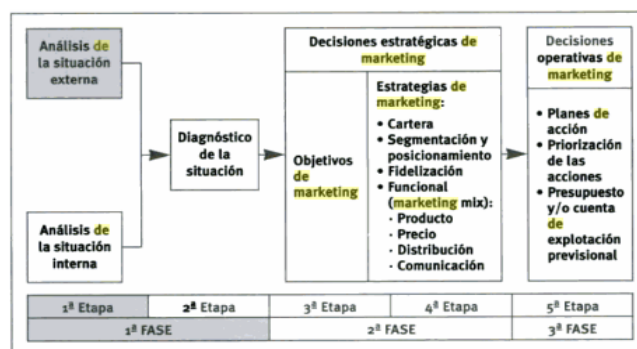 Análisis de
la situación
externa
Análisis de
la situación
interna
Diagnóstico
de la
situación
Decisiones estratégicas de
marketing
Objetivos
de
marketing
Estrategias de
marketing:
• Cartera
• Segmentación y
posicionamiento
• Fidelización
• Funcional
(marketing mix):
· Producto
· Precio
· Distribución
· Comunicación
Decisiones
operativas de
marketing
• Planes de
acción
• Priorización
de las
acciones
• Presupuesto
y/o cuenta
de
explotación
previsional
1ª Etapa 2ª Etapa 3ª Etapa 4ª Etapa 5ª Etapa
1ª FASE 2ª FASE 3ª FASE